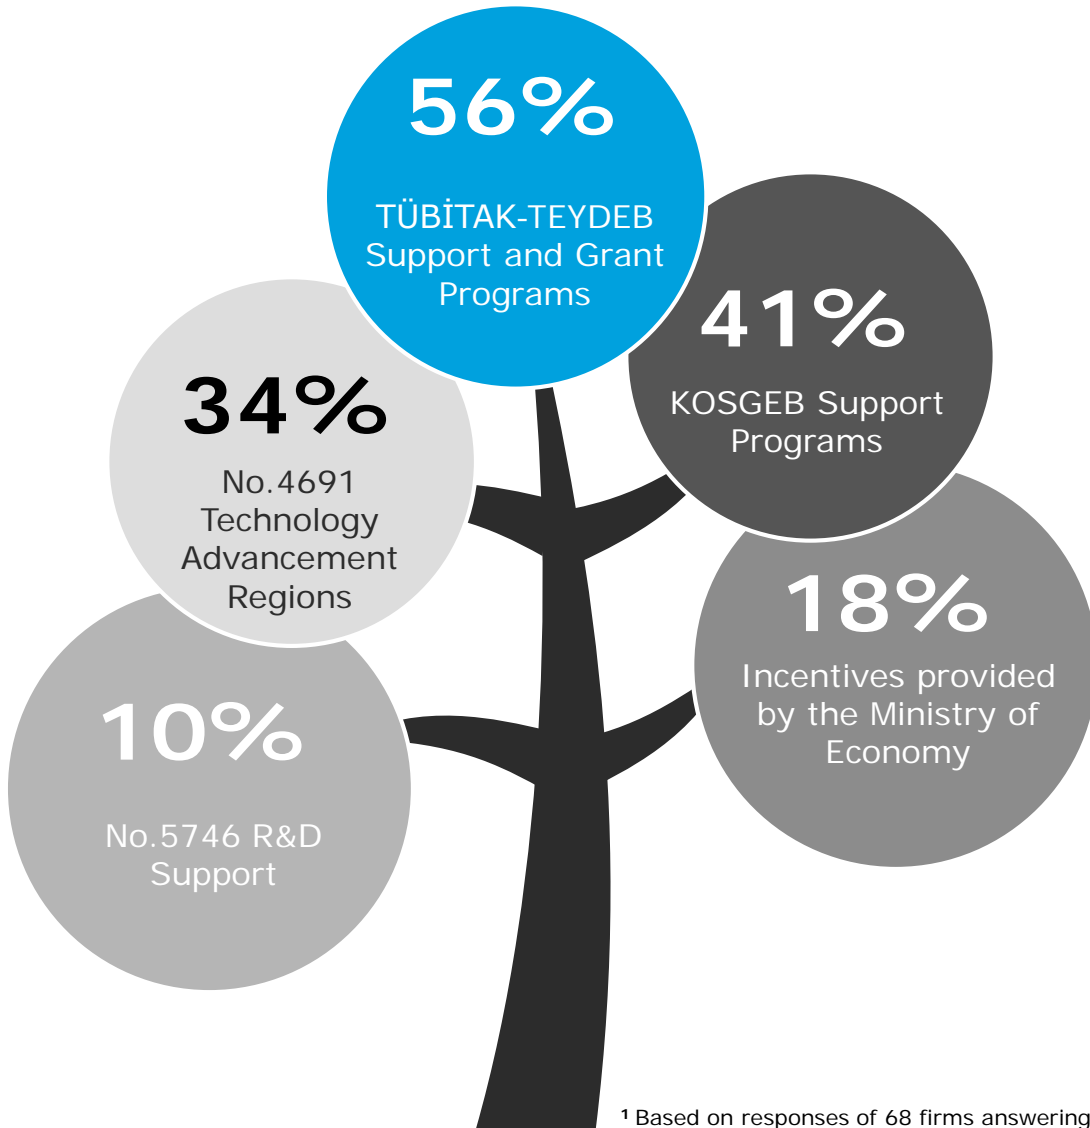 56%
TÜBİTAK-TEYDEB
Support and Grant
Programs
41%
KOSGEB Support
Programs
34%
No.4691
Technology
Advancement
Regions
18%
Incentives provided
by the Ministry of
Economy
10%
No.5746 R&D
Support
¹ Based on responses of 68 firms answering